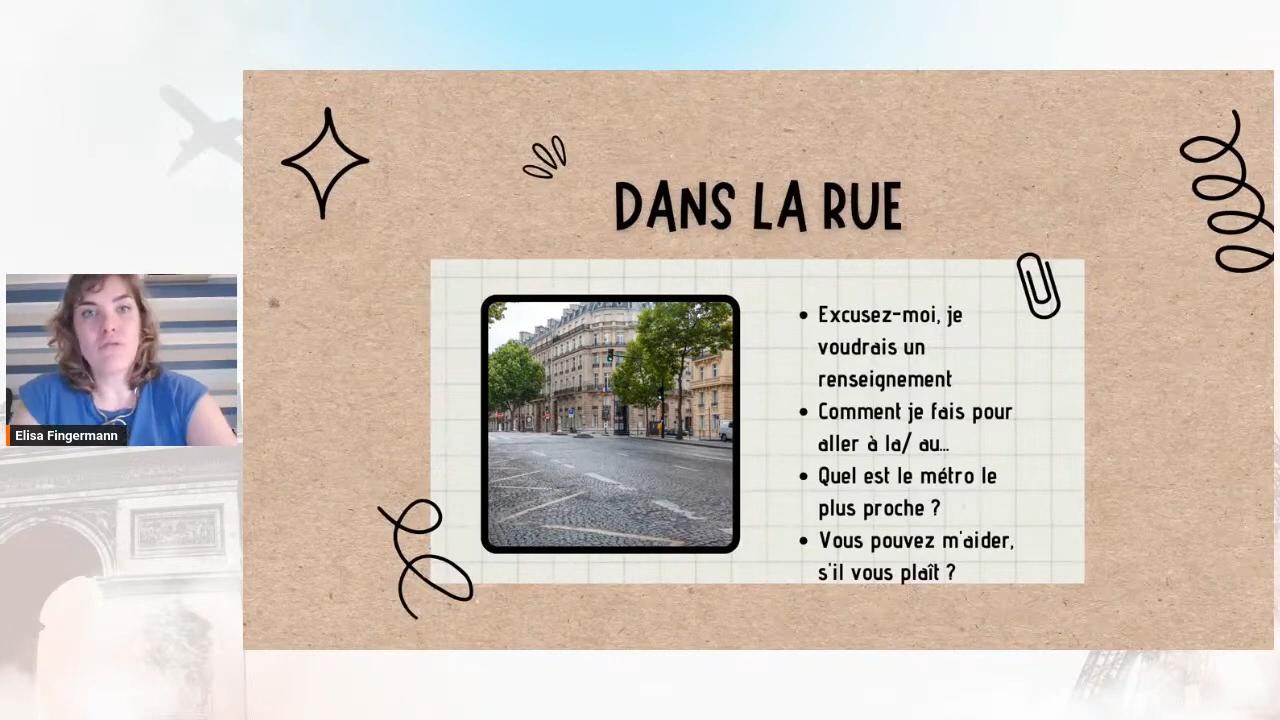 DANS LA RUE
• Excusez-moi, je
voudrais un
renseignement
• Comment je fais pour
aller à la/ au...
• Quel est le métro le
plus proche ?
• Vous pouvez m'aider,
s'il vous plaît ?
Elisa Fingermann